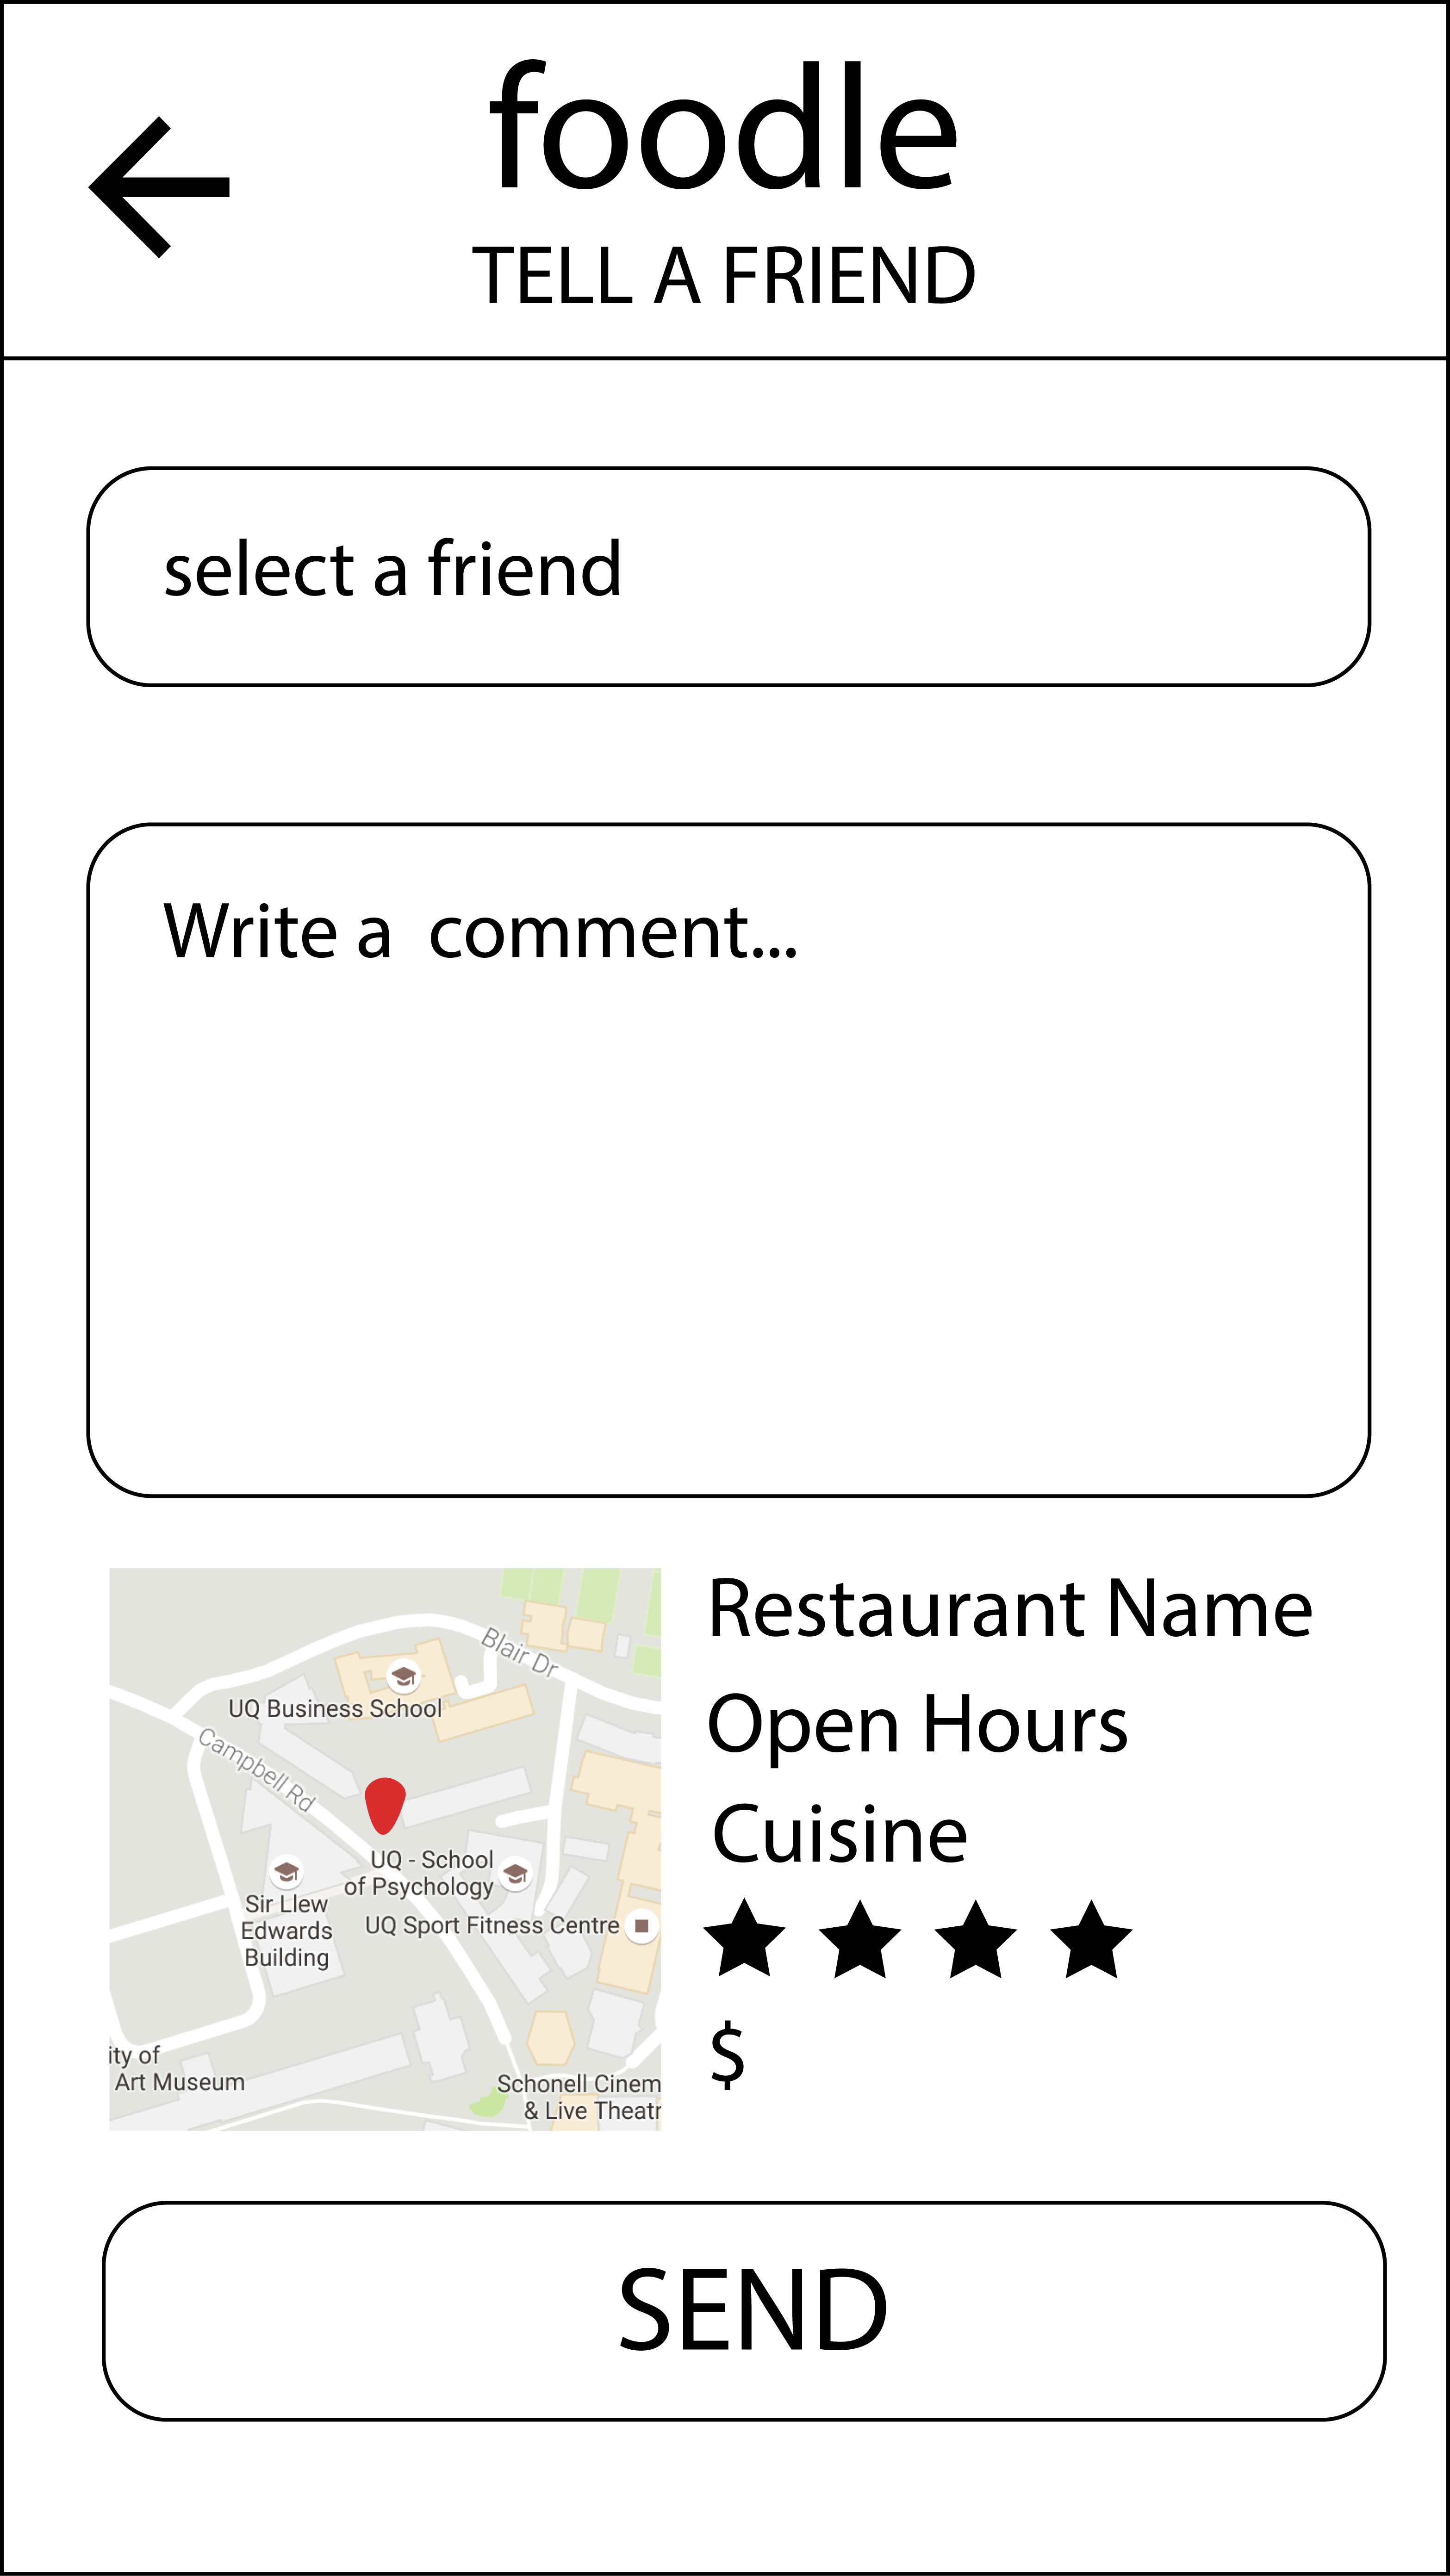 foodle
TELL A FRIEND
select a friend
Write a  comment...
Restaurant Name
Open Hours
Cuisine
$
Blair Dr
UQ Business School
Campbell Rd
UQ - School
of Psychology
Sir Llew
Edwards
Building
UQ Sport Fitness Centre
ity of
Art Museum
Schonell Cinem
& Live Theatr
SEND